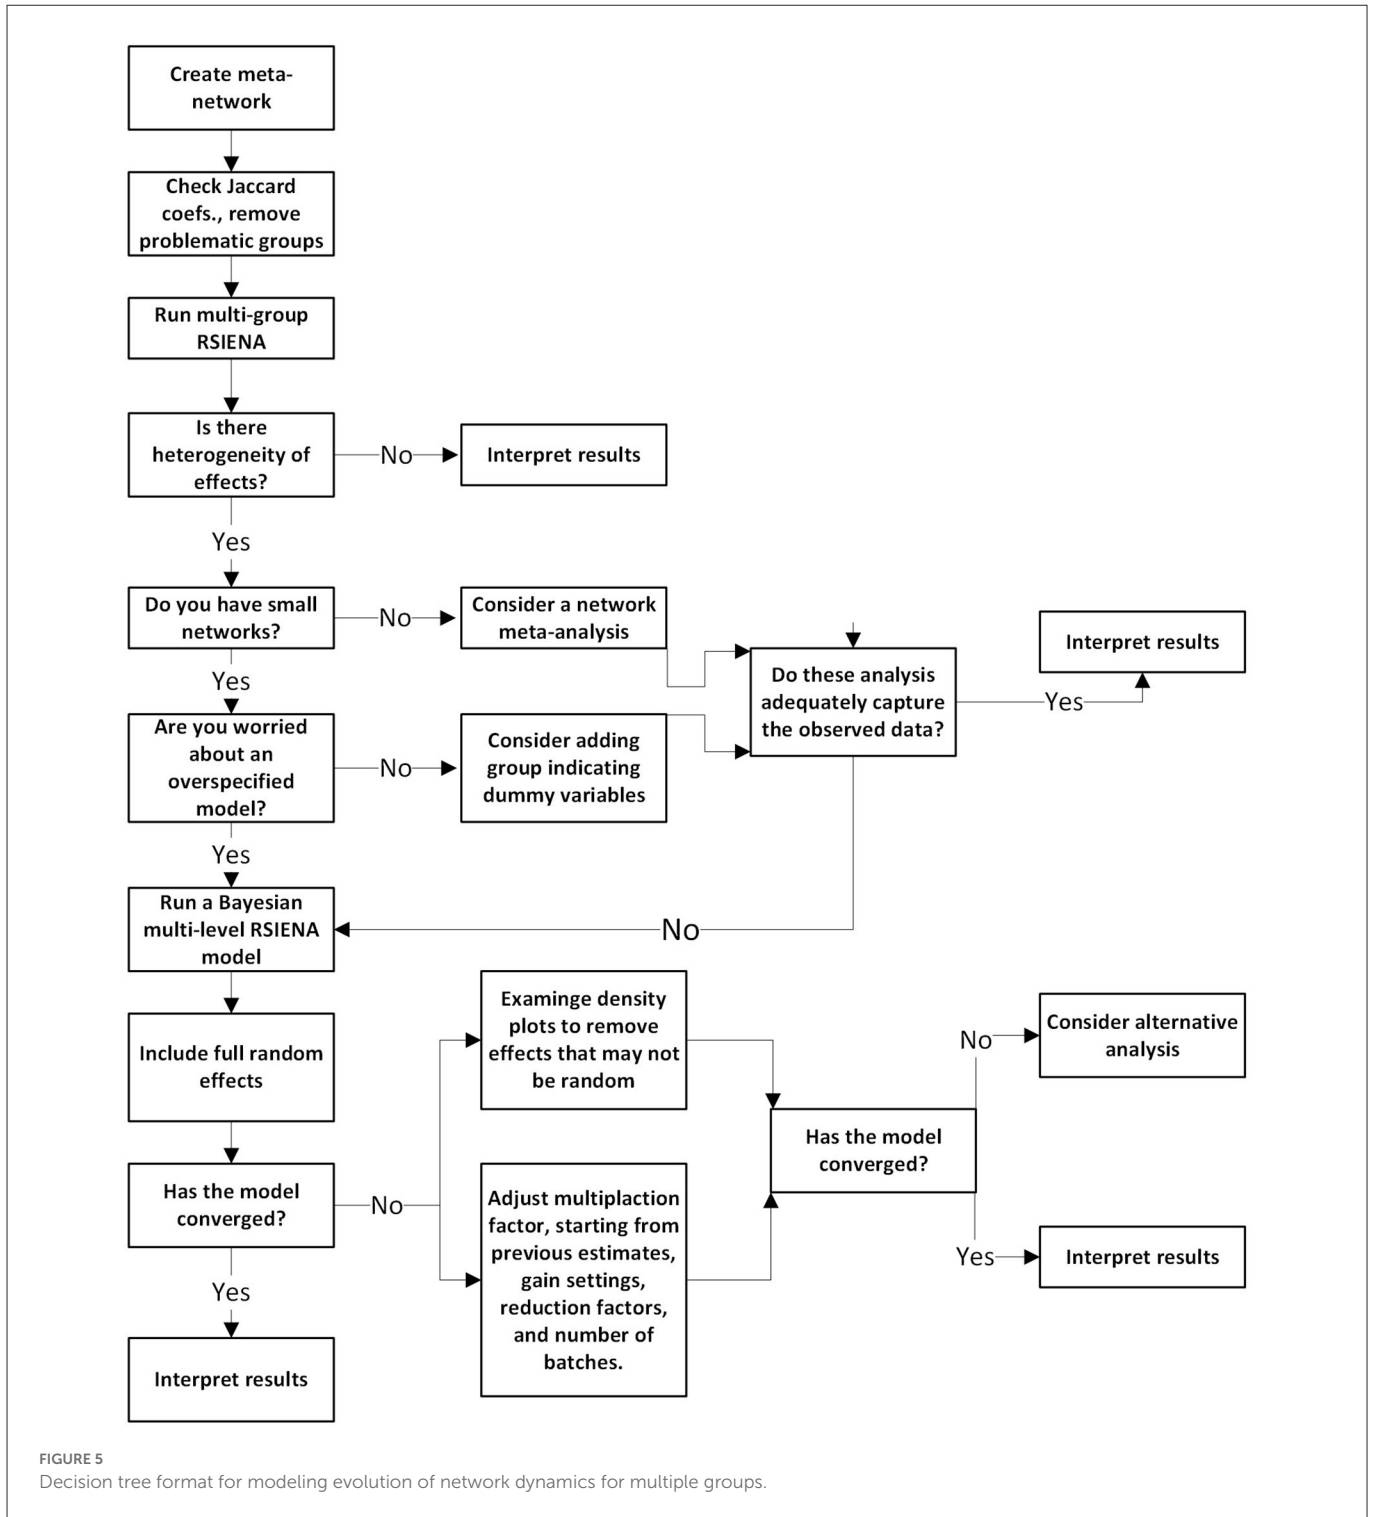 Create meta-
network
Check Jaccard
coefs., remove
problematic groups
Run multi-group
RSIENA
Is there
heterogeneity of
effects?
No
Interpret results
Yes
Do you have small
networks?
No
Consider a network
meta-analysis
Do these analysis
adequately capture
the observed data?
Yes
Interpret results
Yes
Are you worried
about an
overspecified
model?
No
Consider adding
group indicating
dummy variables
Yes
No
Run a Bayesian
multi-level RSIENA
model
Include full random
effects
Has the model
converged?
No
Examinge density
plots to remove
effects that may not
be random
Adjust multiplaction
factor, starting from
previous estimates,
gain settings,
reduction factors,
and number of
batches.
Has the model
converged?
No
Consider alternative
analysis
Yes
Interpret results
Yes
Interpret results
FIGURE 5
Decision tree format for modeling evolution of network dynamics for multiple groups.